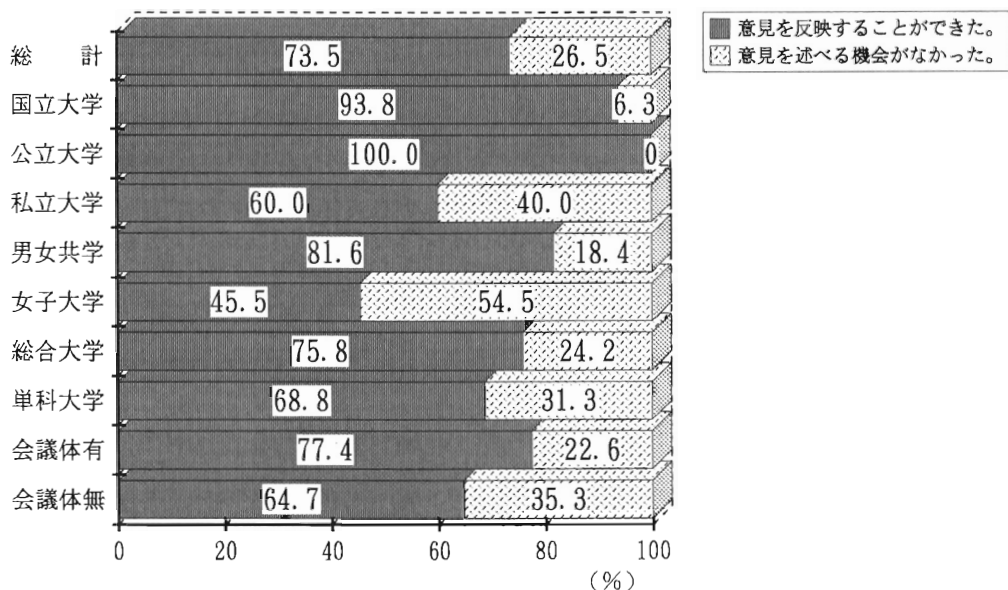 意見を反映することができた。
意見を述べる機会がなかった。
総　計 73.5 26.5
国立大学 93.8 6.3
公立大学 100.0 0
私立大学 60.0 40.0
男女共学 81.6 18.4
女子大学 45.5 54.5
総合大学 75.8 24.2
単科大学 68.8 31.3
会議体有 77.4 22.6
会議体無 64.7 35.3
0 20 40 60 80 100
(%)